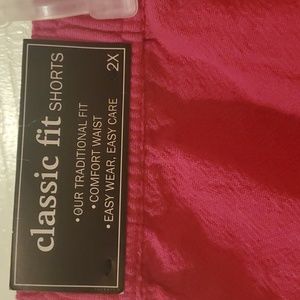 classic fit SHORTS
• OUR TRADITIONAL FIT
• COMFORT WAIST
• EASY WEAR, EASY CARE
2X